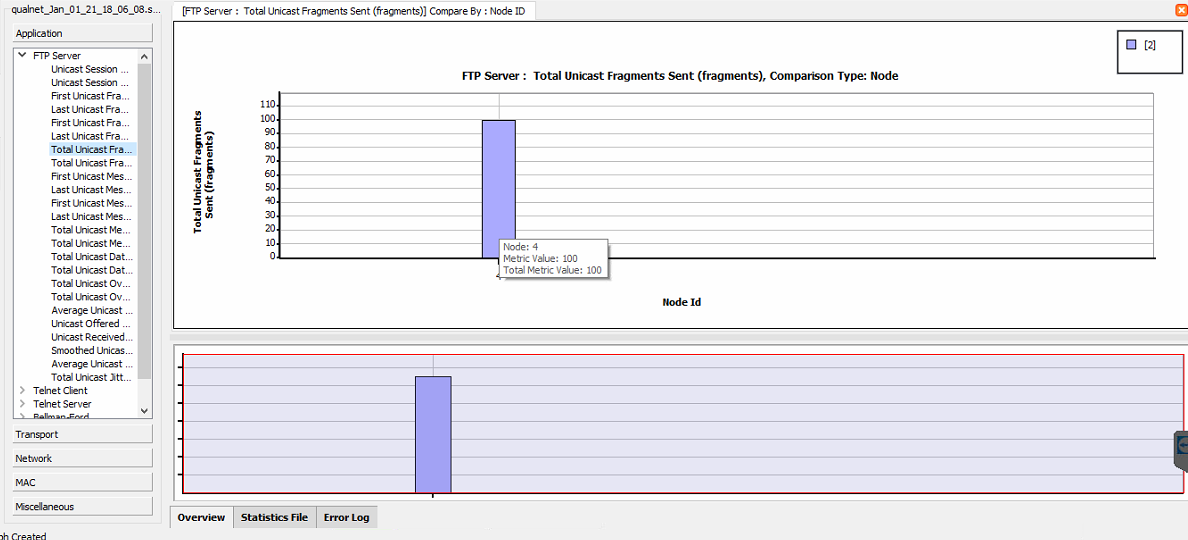 qualnet_Jan_01_21_18_06_08.s...
Application
FTP Server
Unicast Session ...
Unicast Session ...
First Unicast Fra...
Last Unicast Fra...
First Unicast Fra...
Last Unicast Fra...
Total Unicast Fra...
Total Unicast Fra...
First Unicast Mes...
Last Unicast Mes...
First Unicast Mes...
Last Unicast Mes...
Total Unicast Me...
Total Unicast Me...
Total Unicast Dat...
Total Unicast Dat...
Total Unicast Ov...
Total Unicast Ov...
Average Unicast ...
Unicast Offered ...
Unicast Received...
Smoothed Unicas...
Average Unicast ...
Total Unicast Jitt...
Telnet Client
Telnet Server
Bellman-Ford
Transport
Network
MAC
Miscellaneous
ph Created
[FTP Server : Total Unicast Fragments Sent (fragments)] Compare By : Node ID
[2]
FTP Server : Total Unicast Fragments Sent (fragments), Comparison Type: Node
Total Unicast Fragments
Sent (fragments)
110
100
90
80
70
60
50
40
30
20
10
0
Node: 4
Metric Value: 100
Total Metric Value: 100
Node Id
Overview
Statistics File
Error Log